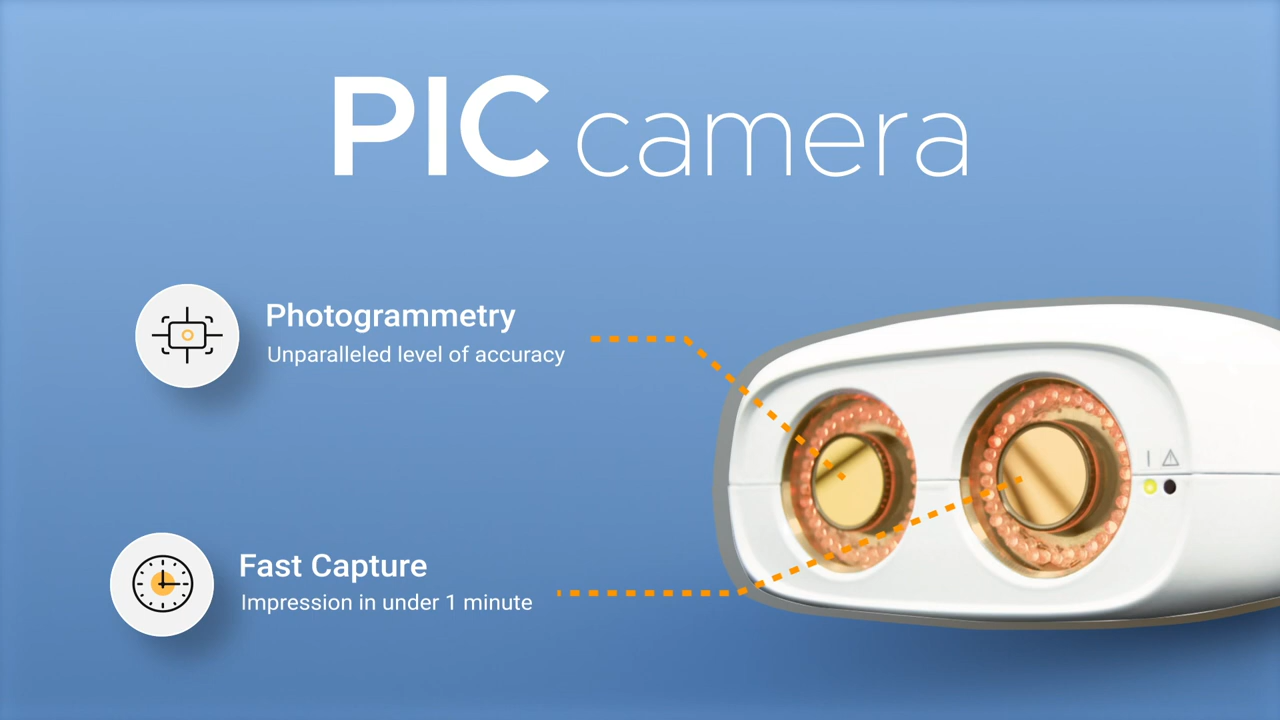 PIC camera
Photogrammetry
Unparalleled level of accuracy
Fast Capture
Impression in under 1 minute